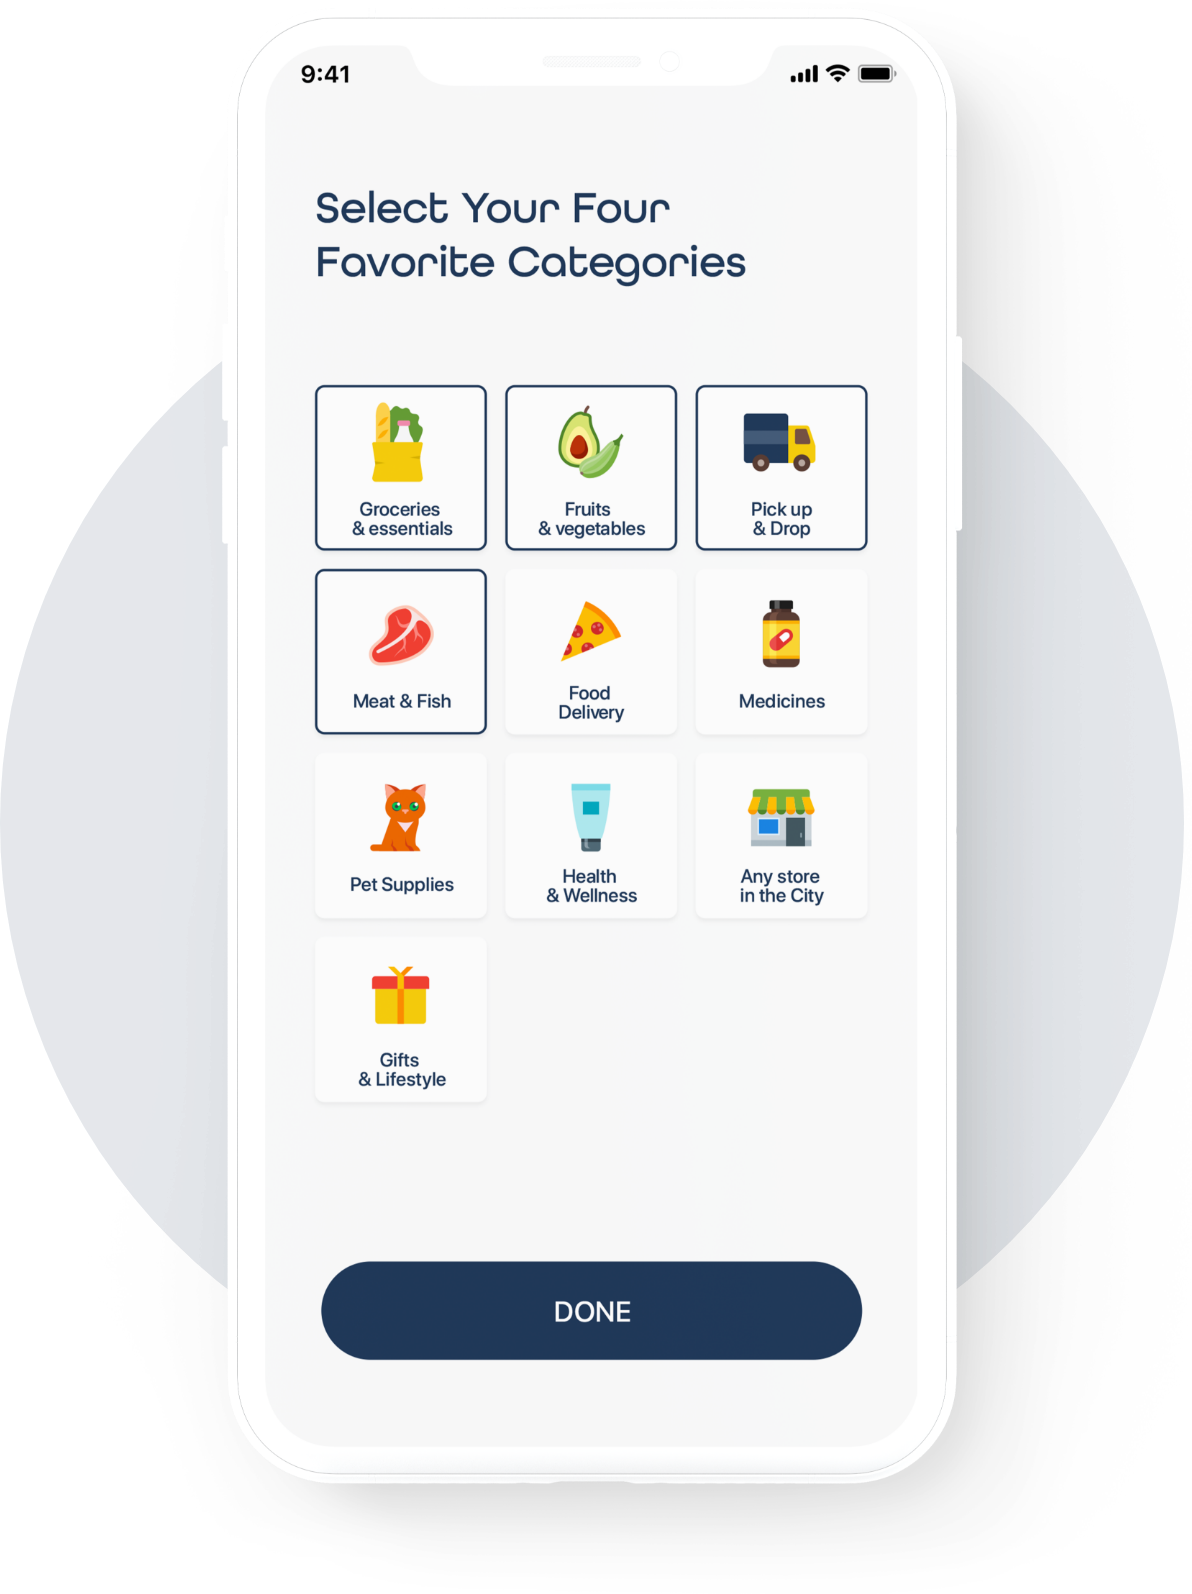 9:41
Select Your Four
Favorite Categories
Groceries
& essentials
Fruits
& vegetables
Pick up
& Drop
Meat & Fish
Food
Delivery
Medicines
Pet Supplies
Health
& Wellness
Any store
in the City
Gifts
& Lifestyle
DONE